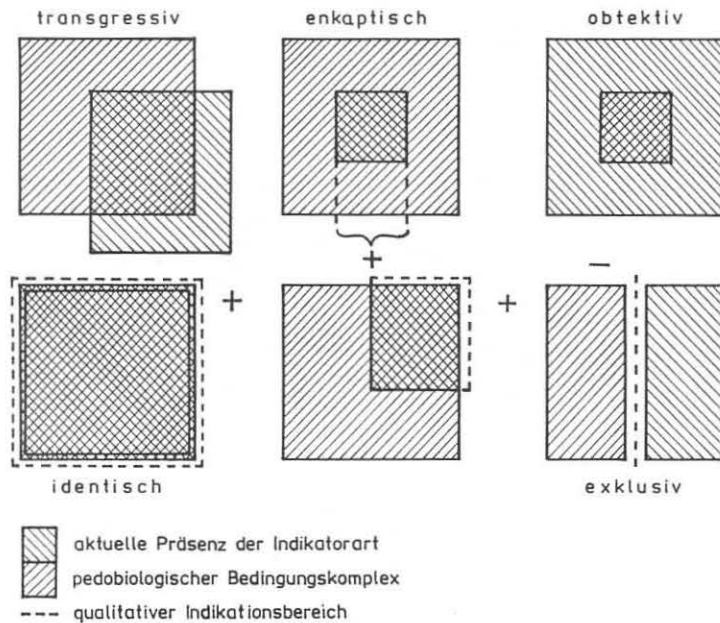 transgressiv enkaptisch obtektiv
+ −
+ +
identisch exklusiv
aktuelle Präsenz der Indikatorart
pedobiologischer Bedingungskomplex
qualitativer Indikationsbereich